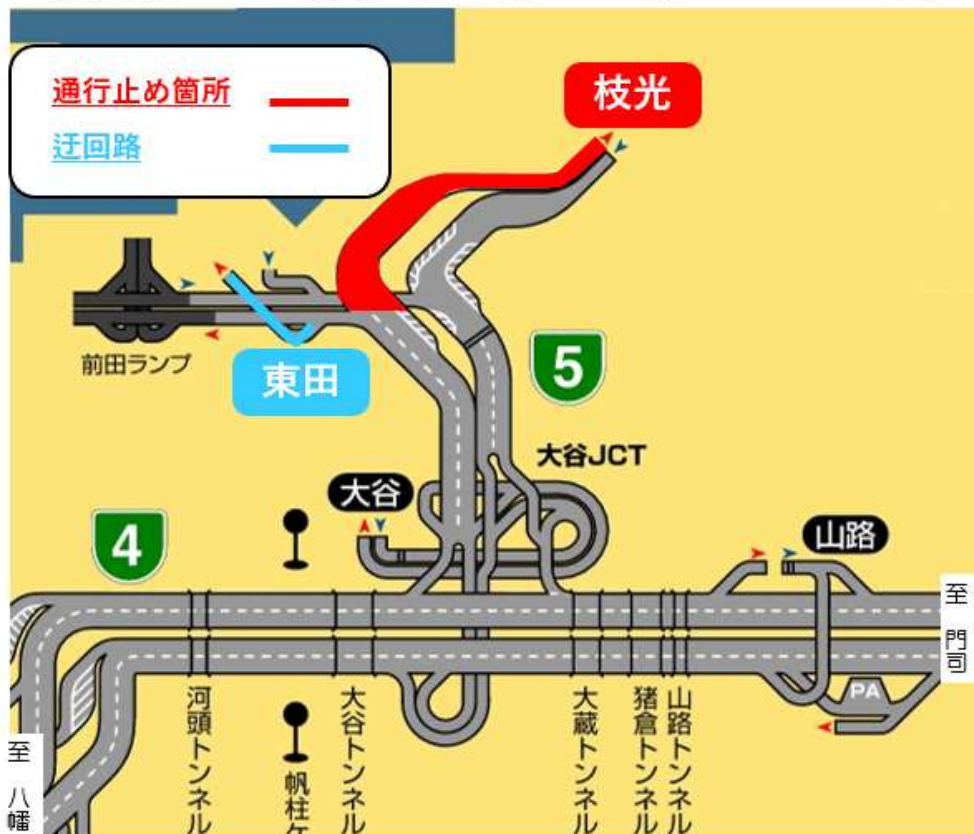 通行止め箇所
迂回路
枝光
前田ランプ
東田
5
大谷JCT
大谷
4
山路
至 門司
PA
河頭トンネル
帆柱ケ
大谷トンネル
大蔵トンネル
猪倉トンネル
山路トンネル
至 八幡